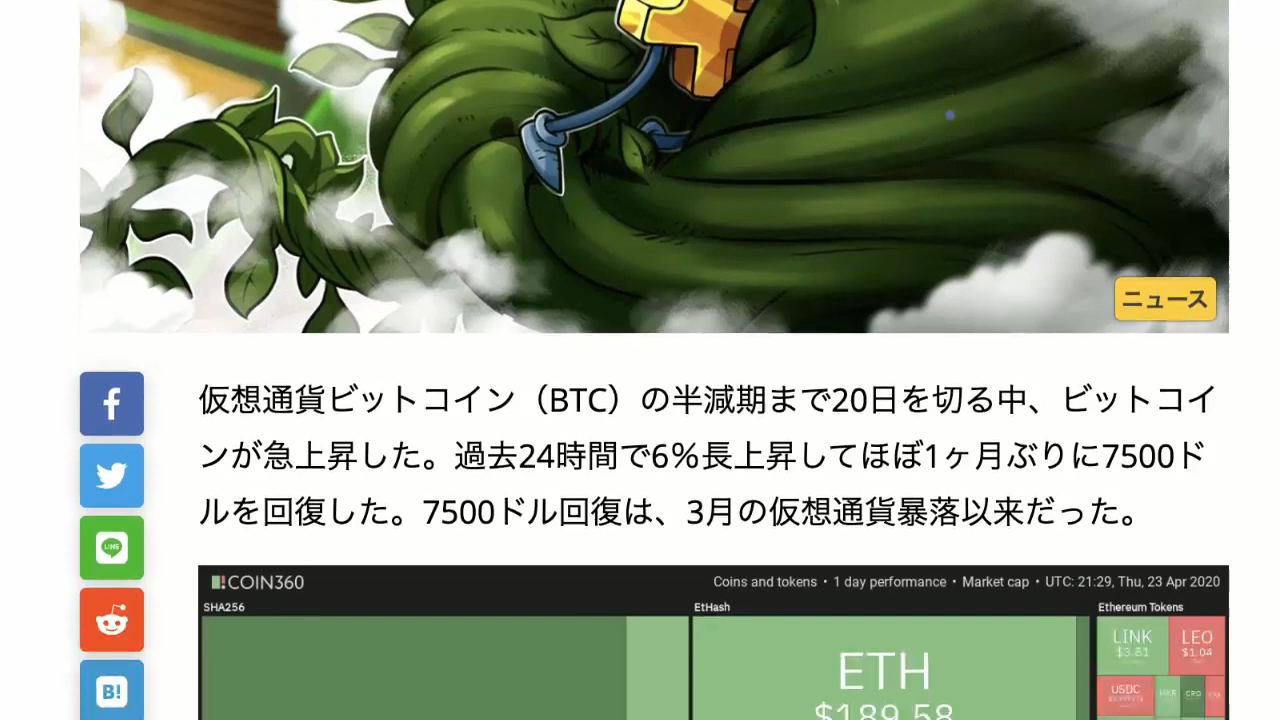 ニュース
仮想通貨ビットコイン（BTC）の半減期まで20日を切る中、ビットコイ
ンが急上昇した。過去24時間で6％長上昇してほぼ1ヶ月ぶりに7500ド
ルを回復した。7500ドル回復は、3月の仮想通貨暴落以来だった。
LINE
B!
COIN360
Coins and tokens • 1 day performance • Market cap • UTC: 21:29, Thu, 23 Apr 2020
SHA256
EtHash
Ethereum Tokens
ETH
$189.58
LINK
$3.81
LEO
$1.04
USDC
MKR
CRO